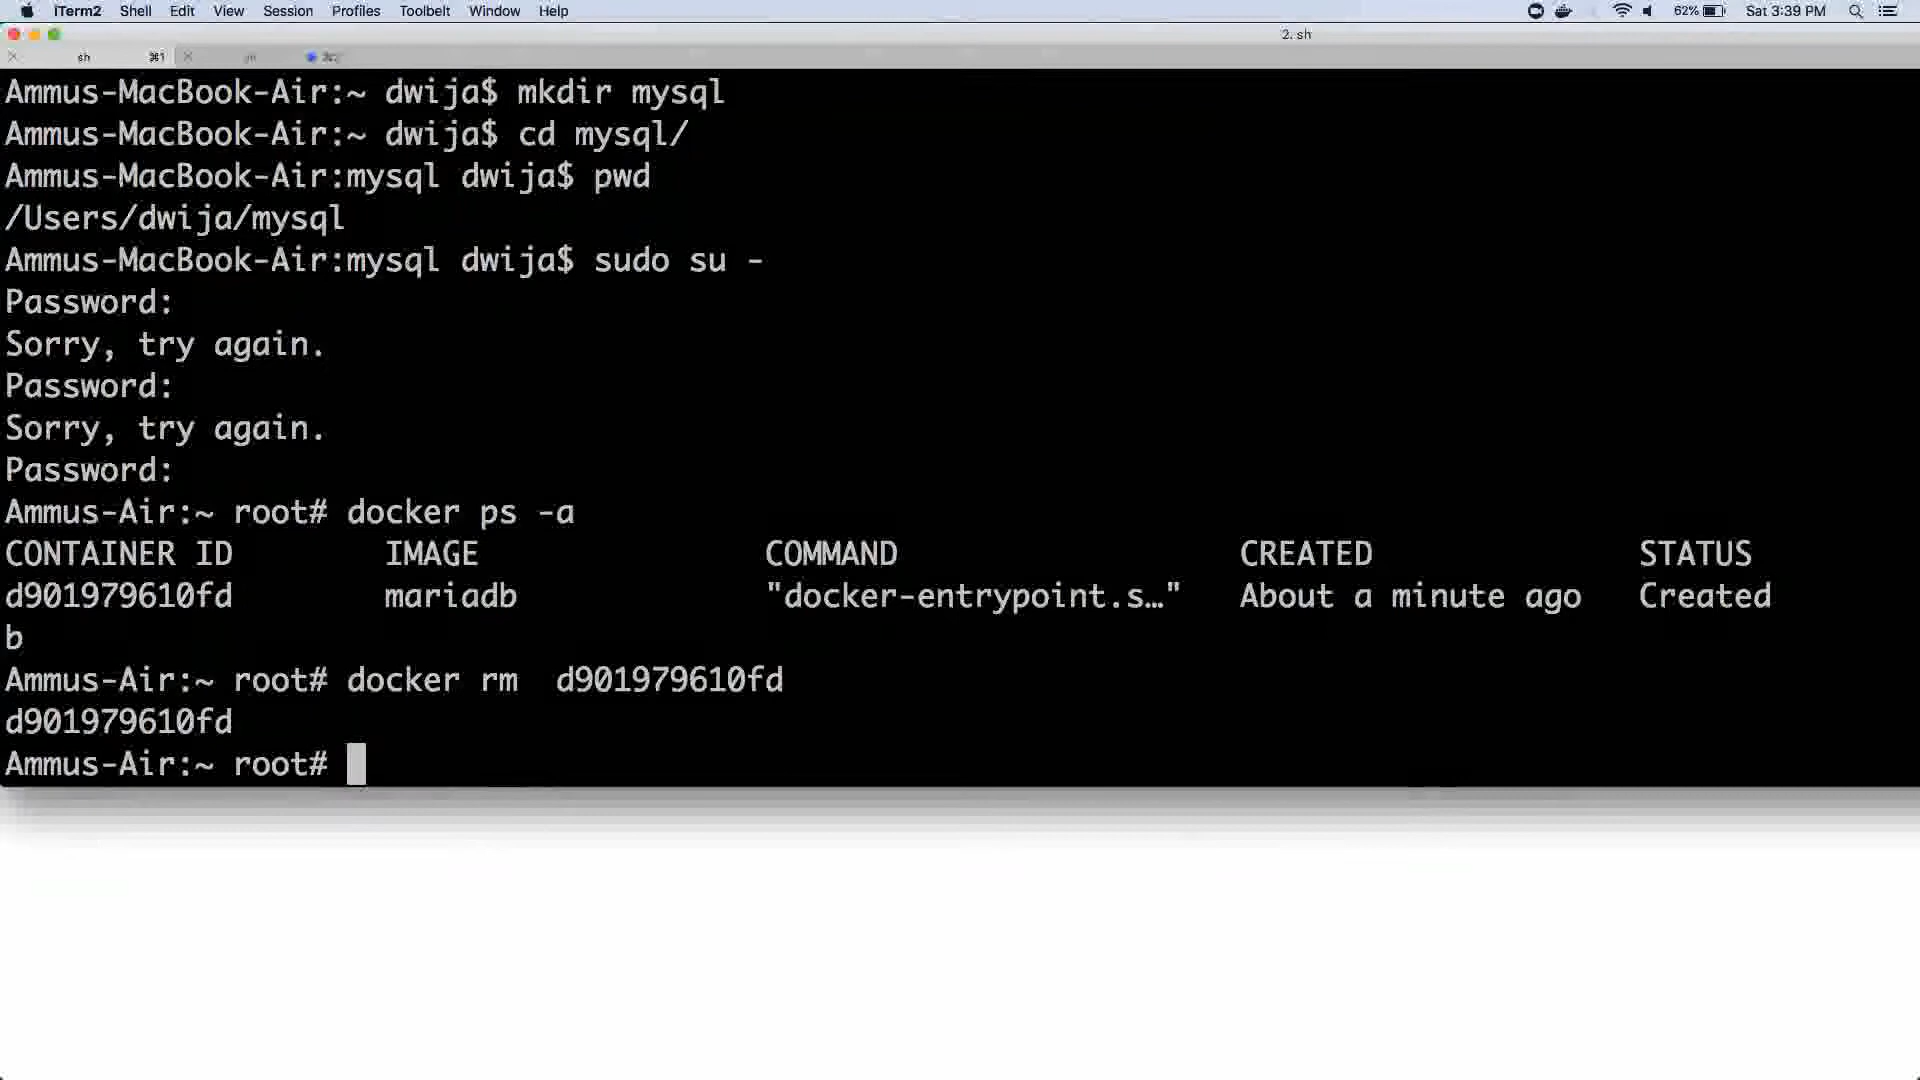 iTerm2 Shell Edit View Session Profiles Toolbelt Window Help 62% Sat 3:39 PM
2. sh
sh ⌘1
Ammus-MacBook-Air:~ dwija$ mkdir mysql
Ammus-MacBook-Air:~ dwija$ cd mysql/
Ammus-MacBook-Air:mysql dwija$ pwd
/Users/dwija/mysql
Ammus-MacBook-Air:mysql dwija$ sudo su -
Password:
Sorry, try again.
Password:
Sorry, try again.
Password:
Ammus-Air:~ root# docker ps -a
CONTAINER ID IMAGE COMMAND CREATED STATUS
d901979610fd mariadb "docker-entrypoint.s…" About a minute ago Created
b
Ammus-Air:~ root# docker rm  d901979610fd
d901979610fd
Ammus-Air:~ root#